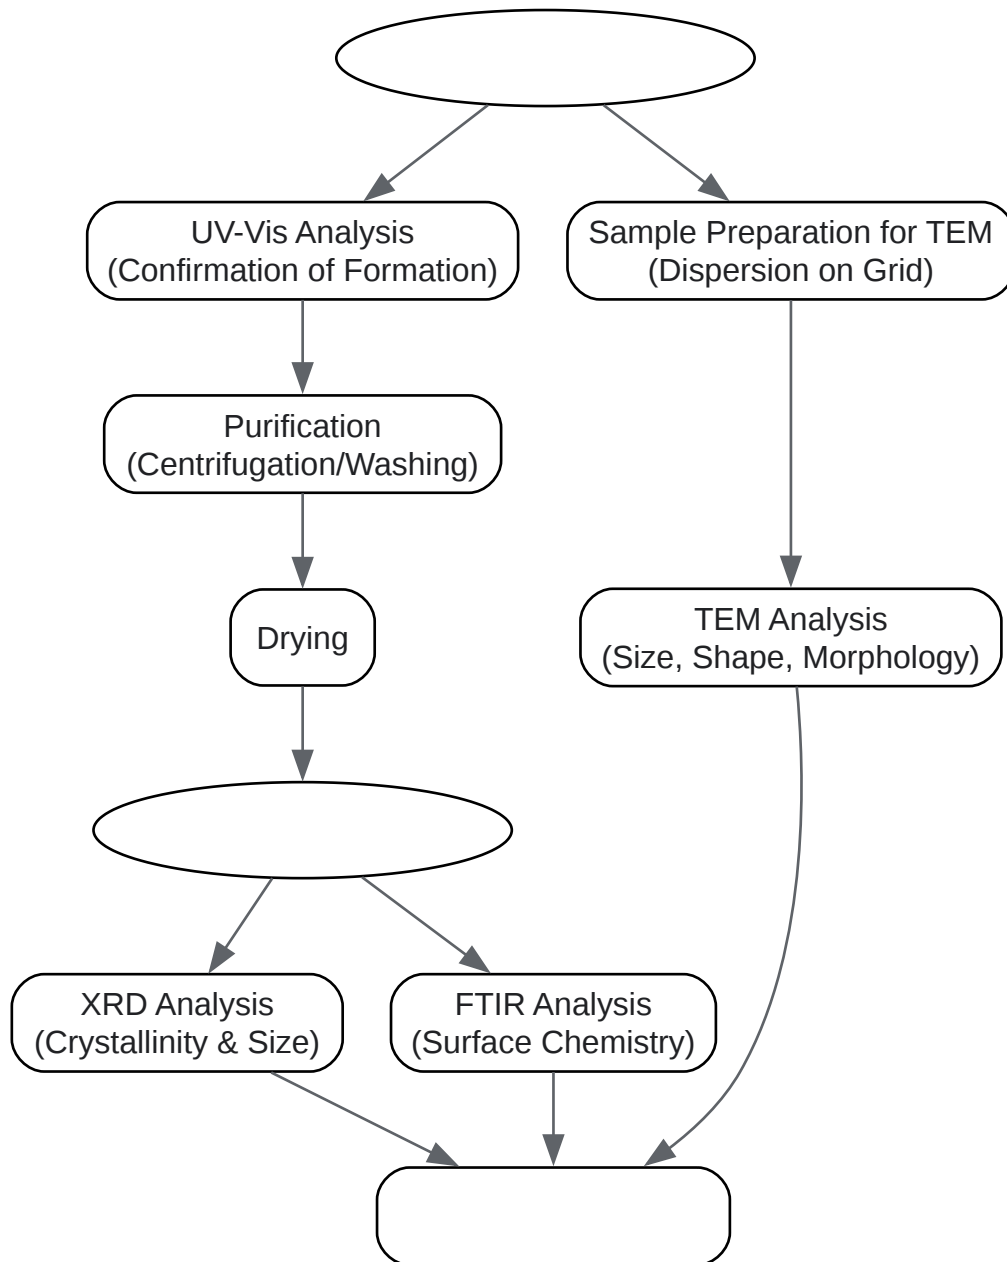 UV-Vis Analysis
(Confirmation of Formation)
Sample Preparation for TEM
(Dispersion on Grid)
Purification
(Centrifugation/Washing)
Drying
TEM Analysis
(Size, Shape, Morphology)
XRD Analysis
(Crystallinity & Size)
FTIR Analysis
(Surface Chemistry)